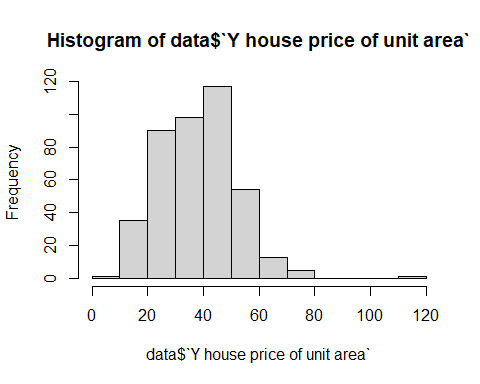 Histogram of data$`Y house price of unit area`
Frequency
120
80
60
40
20
0
0 20 40 60 80 100 120
data$`Y house price of unit area`